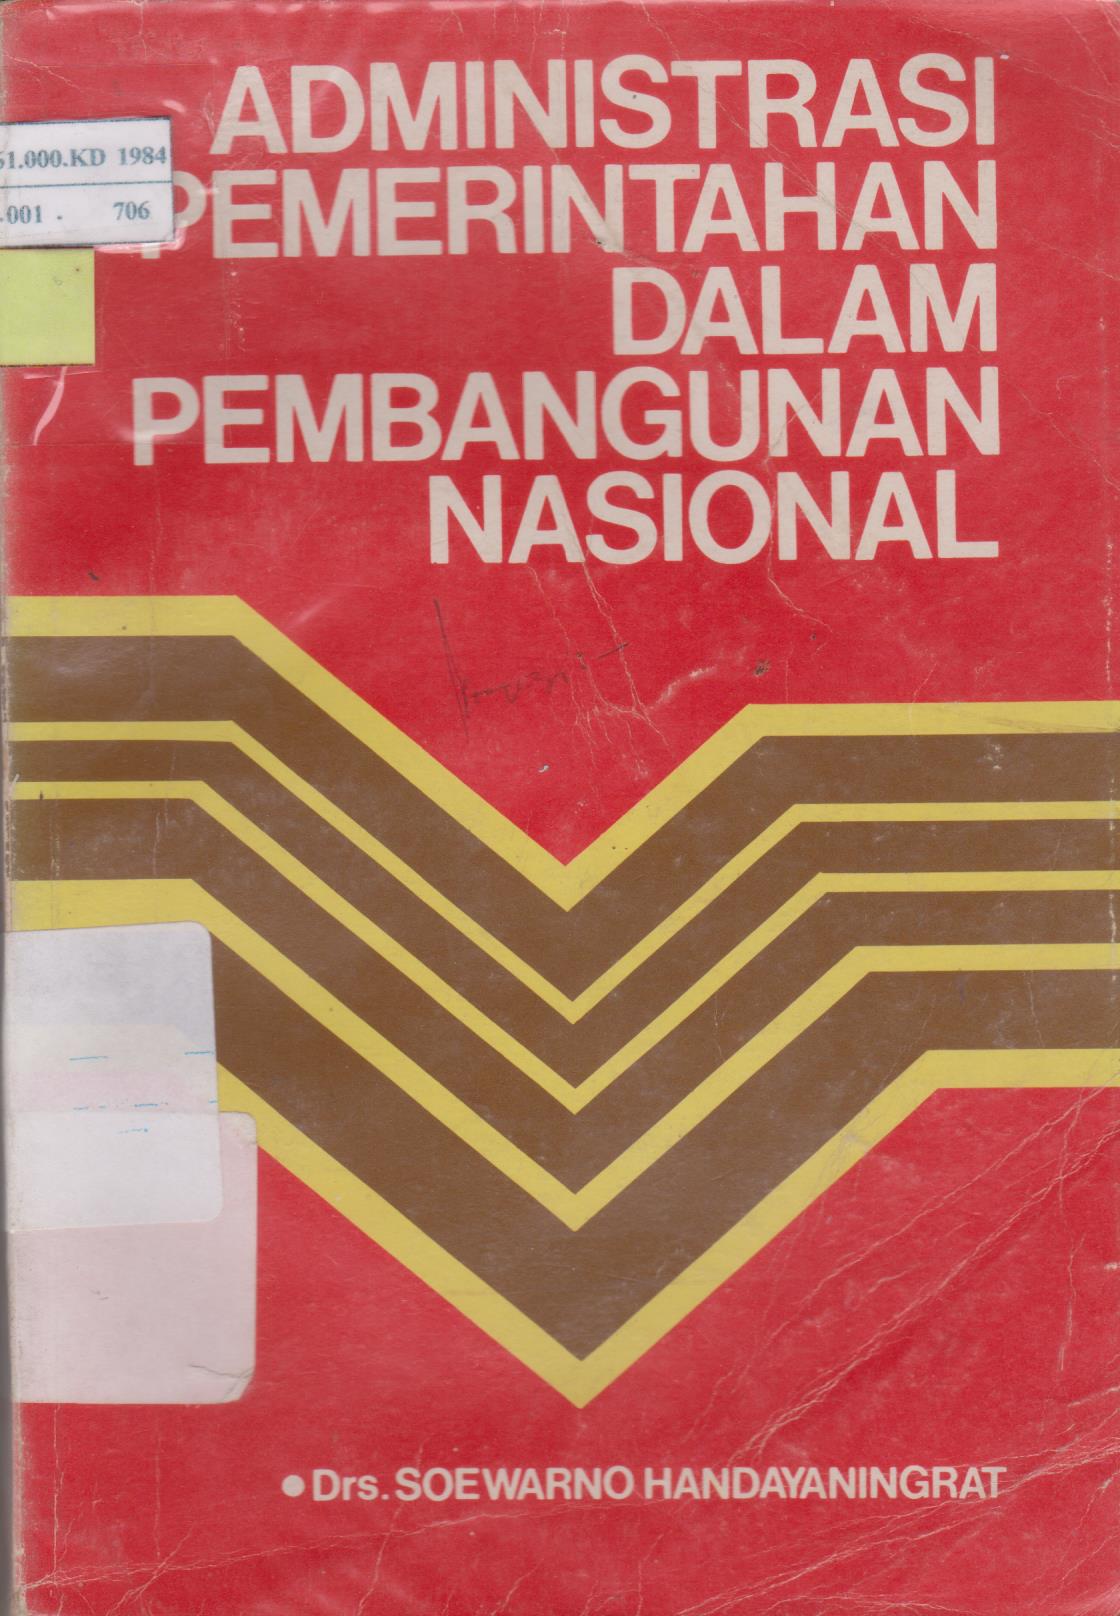 ADMINISTRASI
PEMERINTAHAN
DALAM
PEMBANGUNAN
NASIONAL
51.000.KD 1984
.001 . 706
• Drs. SOEWARNO HANDAYANINGRAT